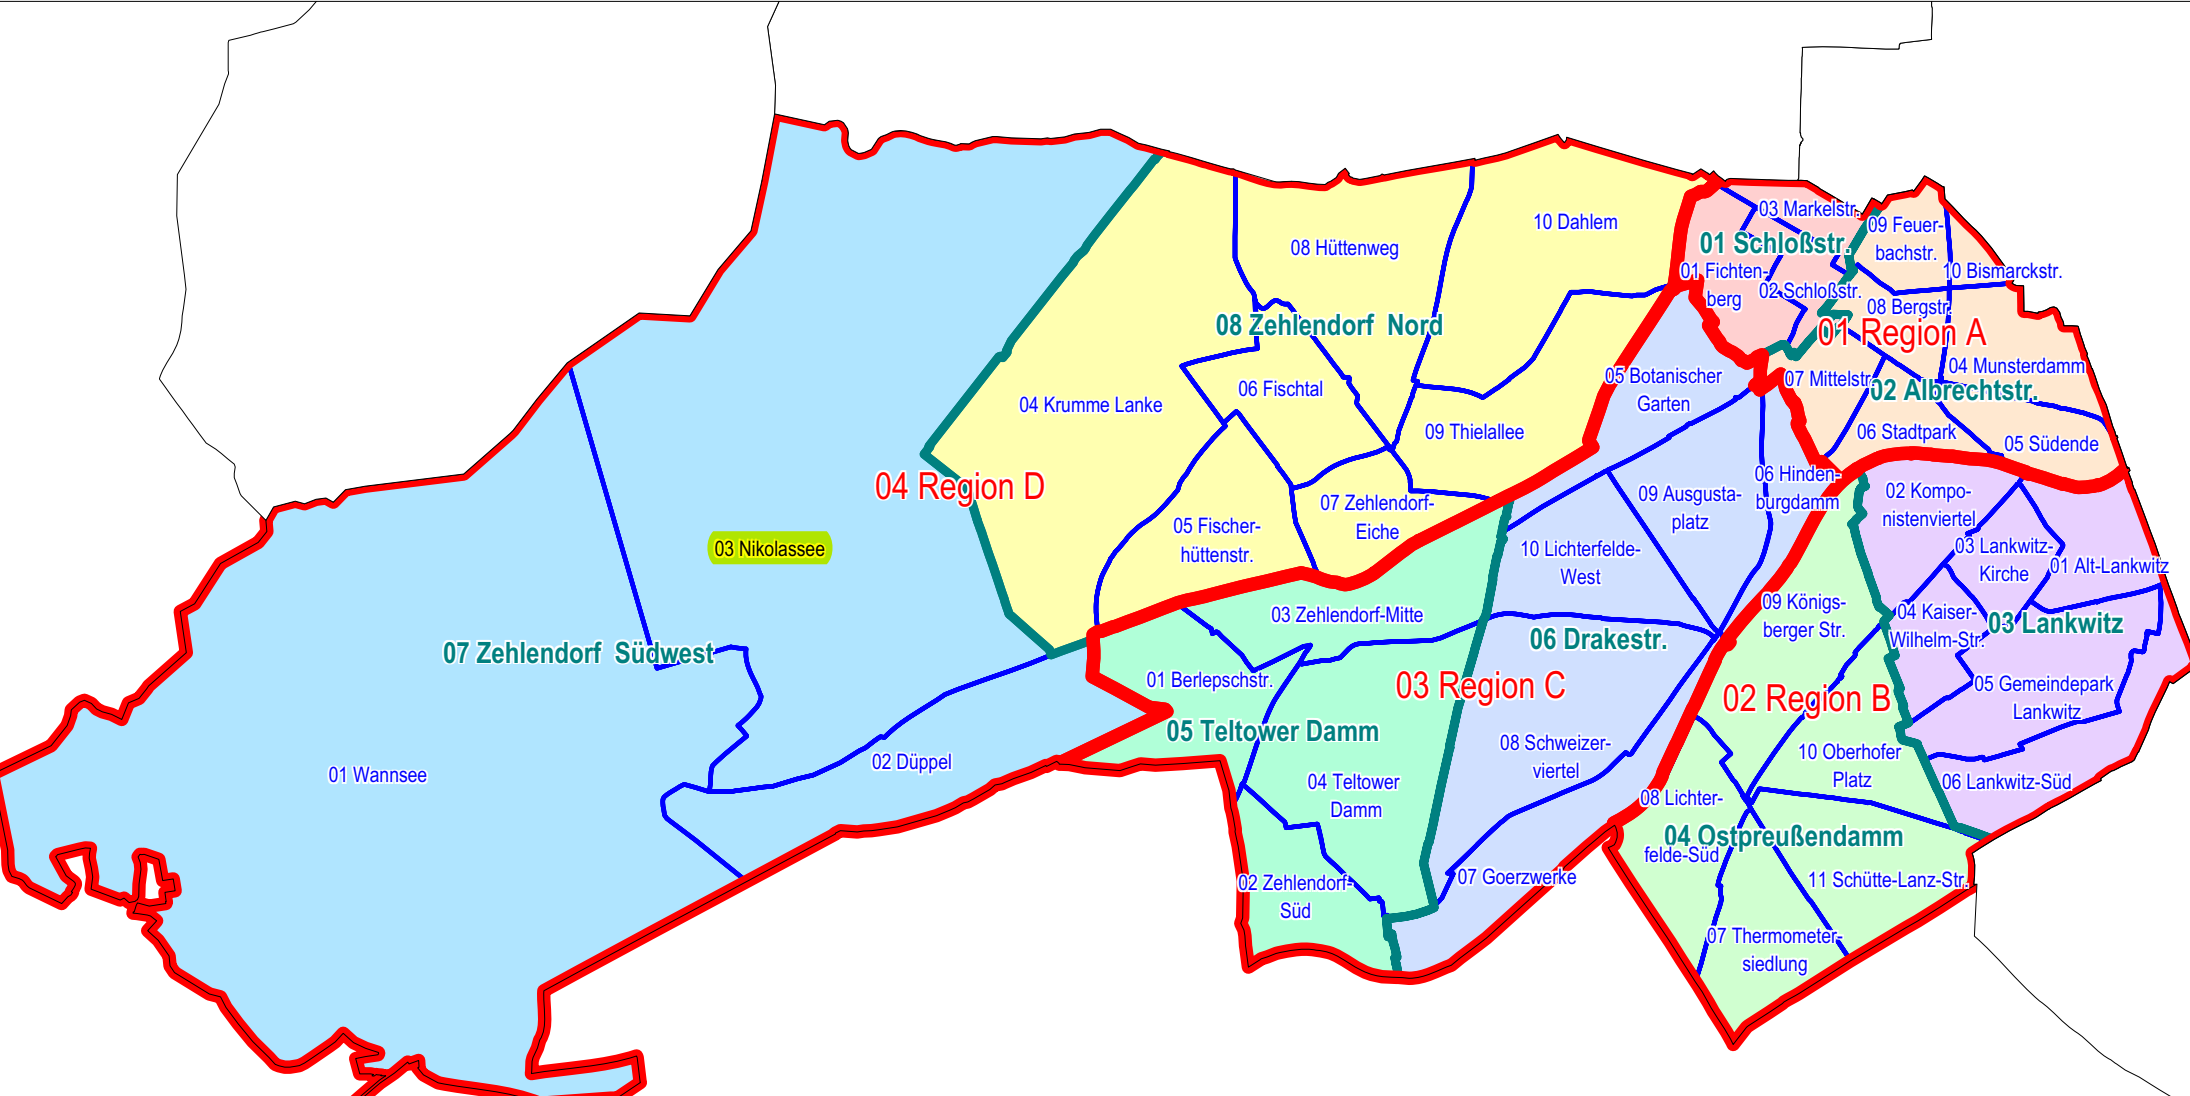 03 Markelstr.
10 Dahlem
09 Feuer-
bachstr.
01 Schloßstr.
08 Hüttenweg
01 Fichten-
berg
10 Bismarckstr.
02 Schloßstr.
08 Bergstr.
08 Zehlendorf  Nord
01 Region A
04 Munsterdamm
05 Botanischer
Garten
07 Mittelstr.
02 Albrechtstr.
06 Fischtal
04 Krumme Lanke
09 Thielallee
06 Stadtpark
05 Südende
04 Region D
06 Hinden-
burgdamm
09 Ausgusta-
platz
02 Kompo-
nistenviertel
07 Zehlendorf-
Eiche
05 Fischer-
hüttenstr.
03 Nikolassee
10 Lichterfelde-
West
03 Lankwitz-
Kirche
01 Alt-Lankwitz
09 Königs-
berger Str.
03 Zehlendorf-Mitte
04 Kaiser-
Wilhelm-Str.
03 Lankwitz
06 Drakestr.
07 Zehlendorf  Südwest
01 Berlepschstr.
03 Region C
02 Region B
05 Gemeindepark
Lankwitz
05 Teltower Damm
08 Schweizer-
viertel
10 Oberhofer
Platz
02 Düppel
01 Wannsee
04 Teltower
Damm
06 Lankwitz-Süd
08 Lichter-
felde-Süd
04 Ostpreußendamm
07 Goerzwerke
11 Schütte-Lanz-Str.
02 Zehlendorf-
Süd
07 Thermometer-
siedlung